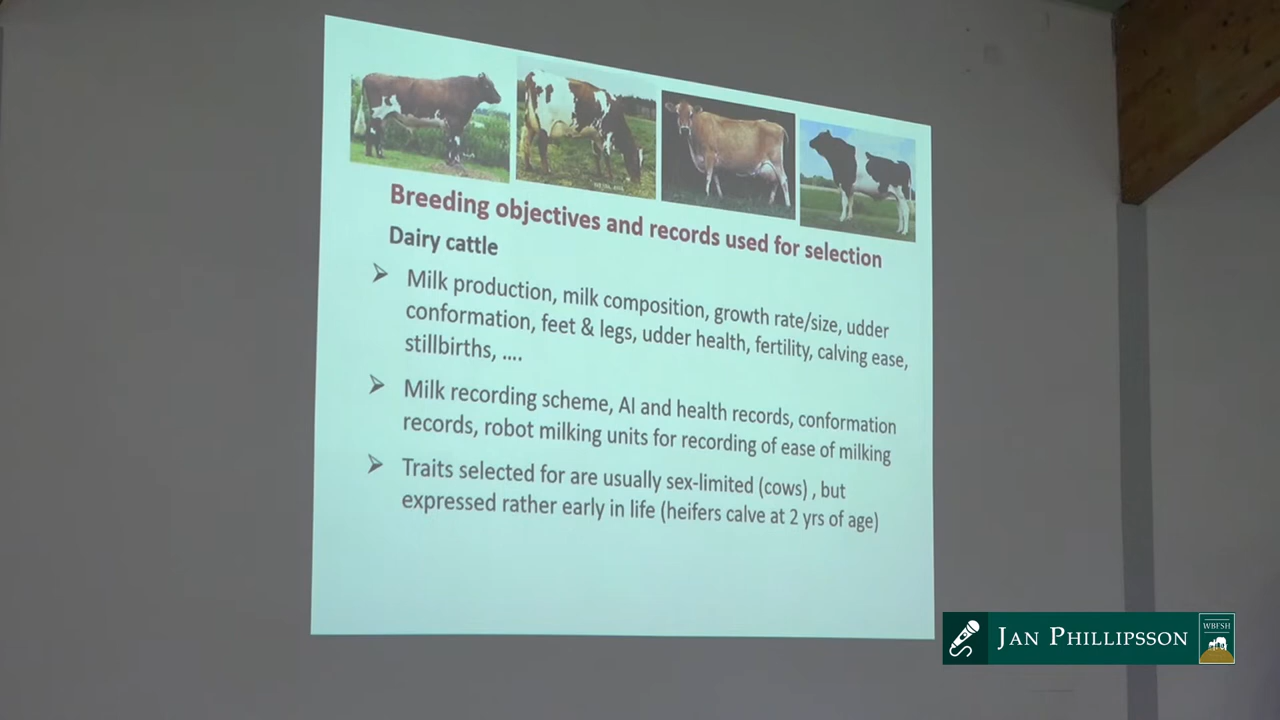 Breeding objectives and records used for selection
Dairy cattle
Milk production, milk composition, growth rate/size, udder
conformation, feet & legs, udder health, fertility, calving ease,
stillbirths, ....
Milk recording scheme, AI and health records, conformation
records, robot milking units for recording of ease of milking
Traits selected for are usually sex-limited (cows) , but
expressed rather early in life (heifers calve at 2 yrs of age)
JAN PHILLIPSSON
WBFSH